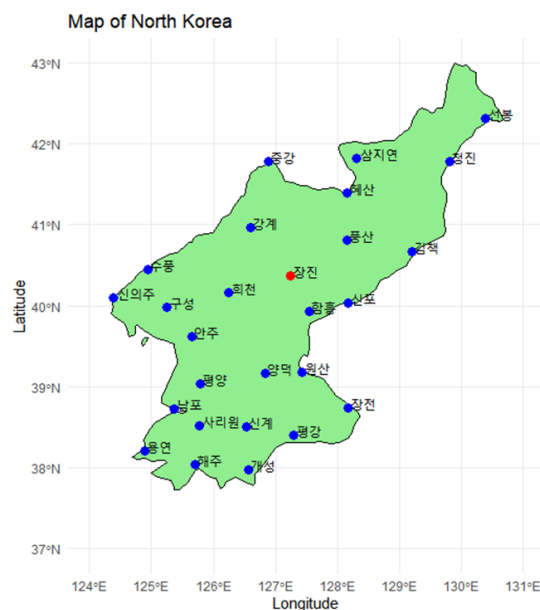 Map of North Korea
43°N
42°N
41°N
40°N
39°N
38°N
37°N
Latitude
선봉
중강
삼지연
청진
혜산
강계
풍산
김책
수풍
장진
신의주
구성
희천
함흥
신포
안주
평양
양덕
원산
남포
장전
사리원
신계
평강
용연
해주
개성
124°E
125°E
126°E
127°E
128°E
129°E
130°E
131°E
Longitude